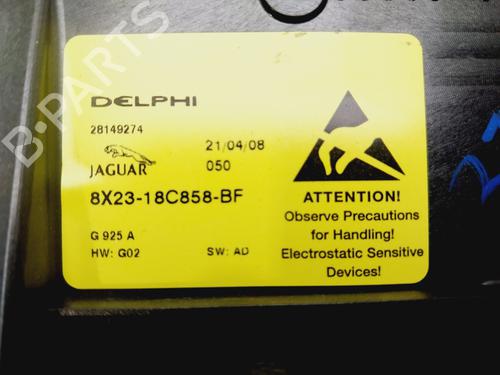 B-PARTS
DELPHI
28149274
21/04/08
JAGUAR
050
8X23-18C858-BF
G 925 A
HW: G02
SW: AD
ATTENTION!
Observe Precautions
for Handling!
Electrostatic Sensitive
Devices!